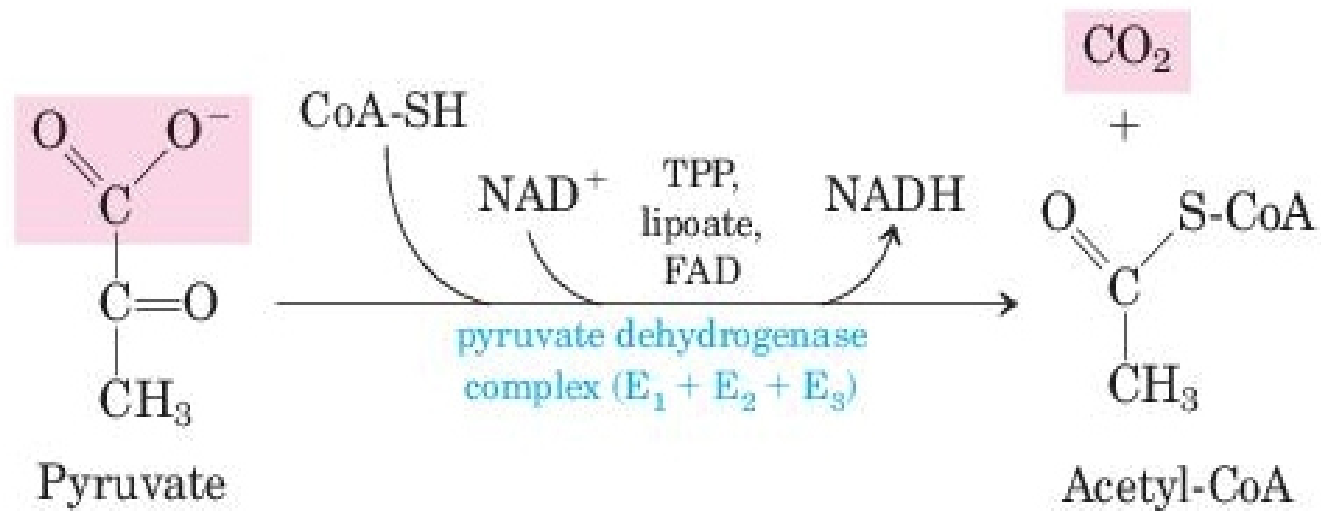 O O⁻
C
C=O
CH₃
Pyruvate
CoA-SH
NAD⁺
TPP,
lipoate,
FAD
NADH
pyruvate dehydrogenase
complex (E₁ + E₂ + E₃)
CO₂
+
O S-CoA
C
CH₃
Acetyl-CoA